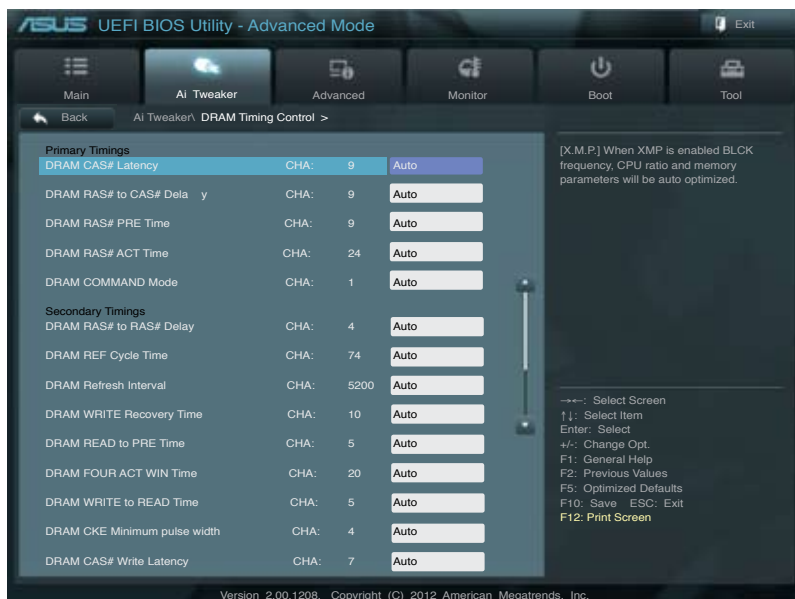 ASUS UEFI BIOS Utility - Advanced Mode
Exit
Main Ai Tweaker Advanced Monitor Boot Tool
Back Ai Tweaker\ DRAM Timing Control >
Primary Timings
DRAM CAS# Latency CHA: 9 Auto
DRAM RAS# to CAS# Dela y CHA: 9 Auto
DRAM RAS# PRE Time CHA: 9 Auto
DRAM RAS# ACT Time CHA: 24 Auto
DRAM COMMAND Mode CHA: 1 Auto
Secondary Timings
DRAM RAS# to RAS# Delay CHA: 4 Auto
DRAM REF Cycle Time CHA: 74 Auto
DRAM Refresh Interval CHA: 5200 Auto
DRAM WRITE Recovery Time CHA: 10 Auto
DRAM READ to PRE Time CHA: 5 Auto
DRAM FOUR ACT WIN Time CHA: 20 Auto
DRAM WRITE to READ Time CHA: 5 Auto
DRAM CKE Minimum pulse width CHA: 4 Auto
DRAM CAS# Write Latency CHA: 7 Auto
[X.M.P.] When XMP is enabled BLCK
frequency, CPU ratio and memory
parameters will be auto optimized.
→←: Select Screen
↑↓: Select Item
Enter: Select
+/-: Change Opt.
F1: General Help
F2: Previous Values
F5: Optimized Defaults
F10: Save ESC: Exit
F12: Print Screen
Version 2.00.1208. Copyright (C) 2012 American Megatrends, Inc.